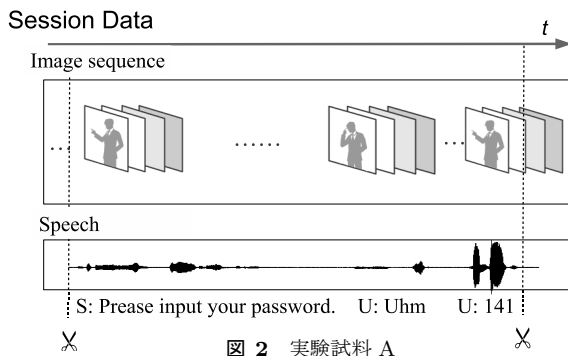 Session Data
t
Image sequence
... ...... ...
Speech
S: Prease input your password. U: Uhm U: 141
図 2 実験試料 A